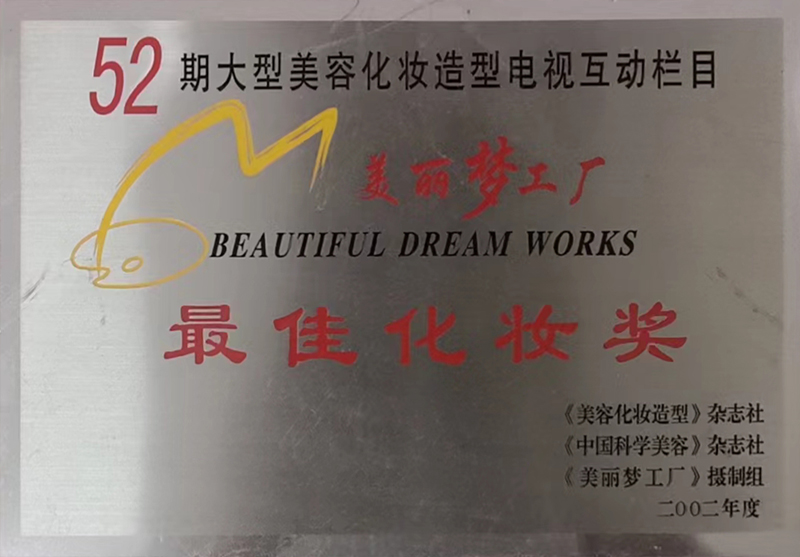 52期大型美容化妆造型电视互动栏目
美丽梦工厂
BEAUTIFUL DREAM WORKS
最佳化妆奖
《美容化妆造型》杂志社
《中国科学美容》杂志社
《美丽梦工厂》摄制组
二00二年度